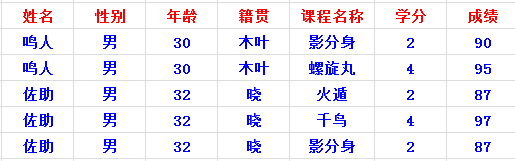 姓名 性别 年龄 籍贯 课程名称 学分 成绩
鸣人 男 30 木叶 影分身 2 90
鸣人 男 30 木叶 螺旋丸 4 95
佐助 男 32 晓 火遁 2 87
佐助 男 32 晓 千鸟 4 97
佐助 男 32 晓 影分身 2 87